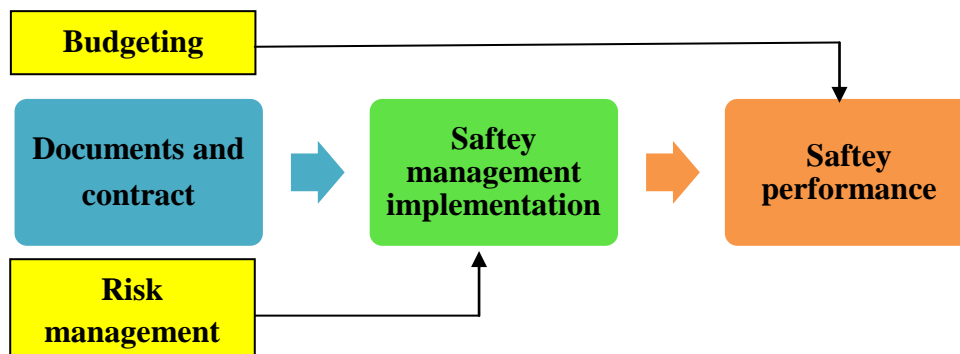 Budgeting
Documents and
contract
Saftey
management
implementation
Saftey
performance
Risk
management